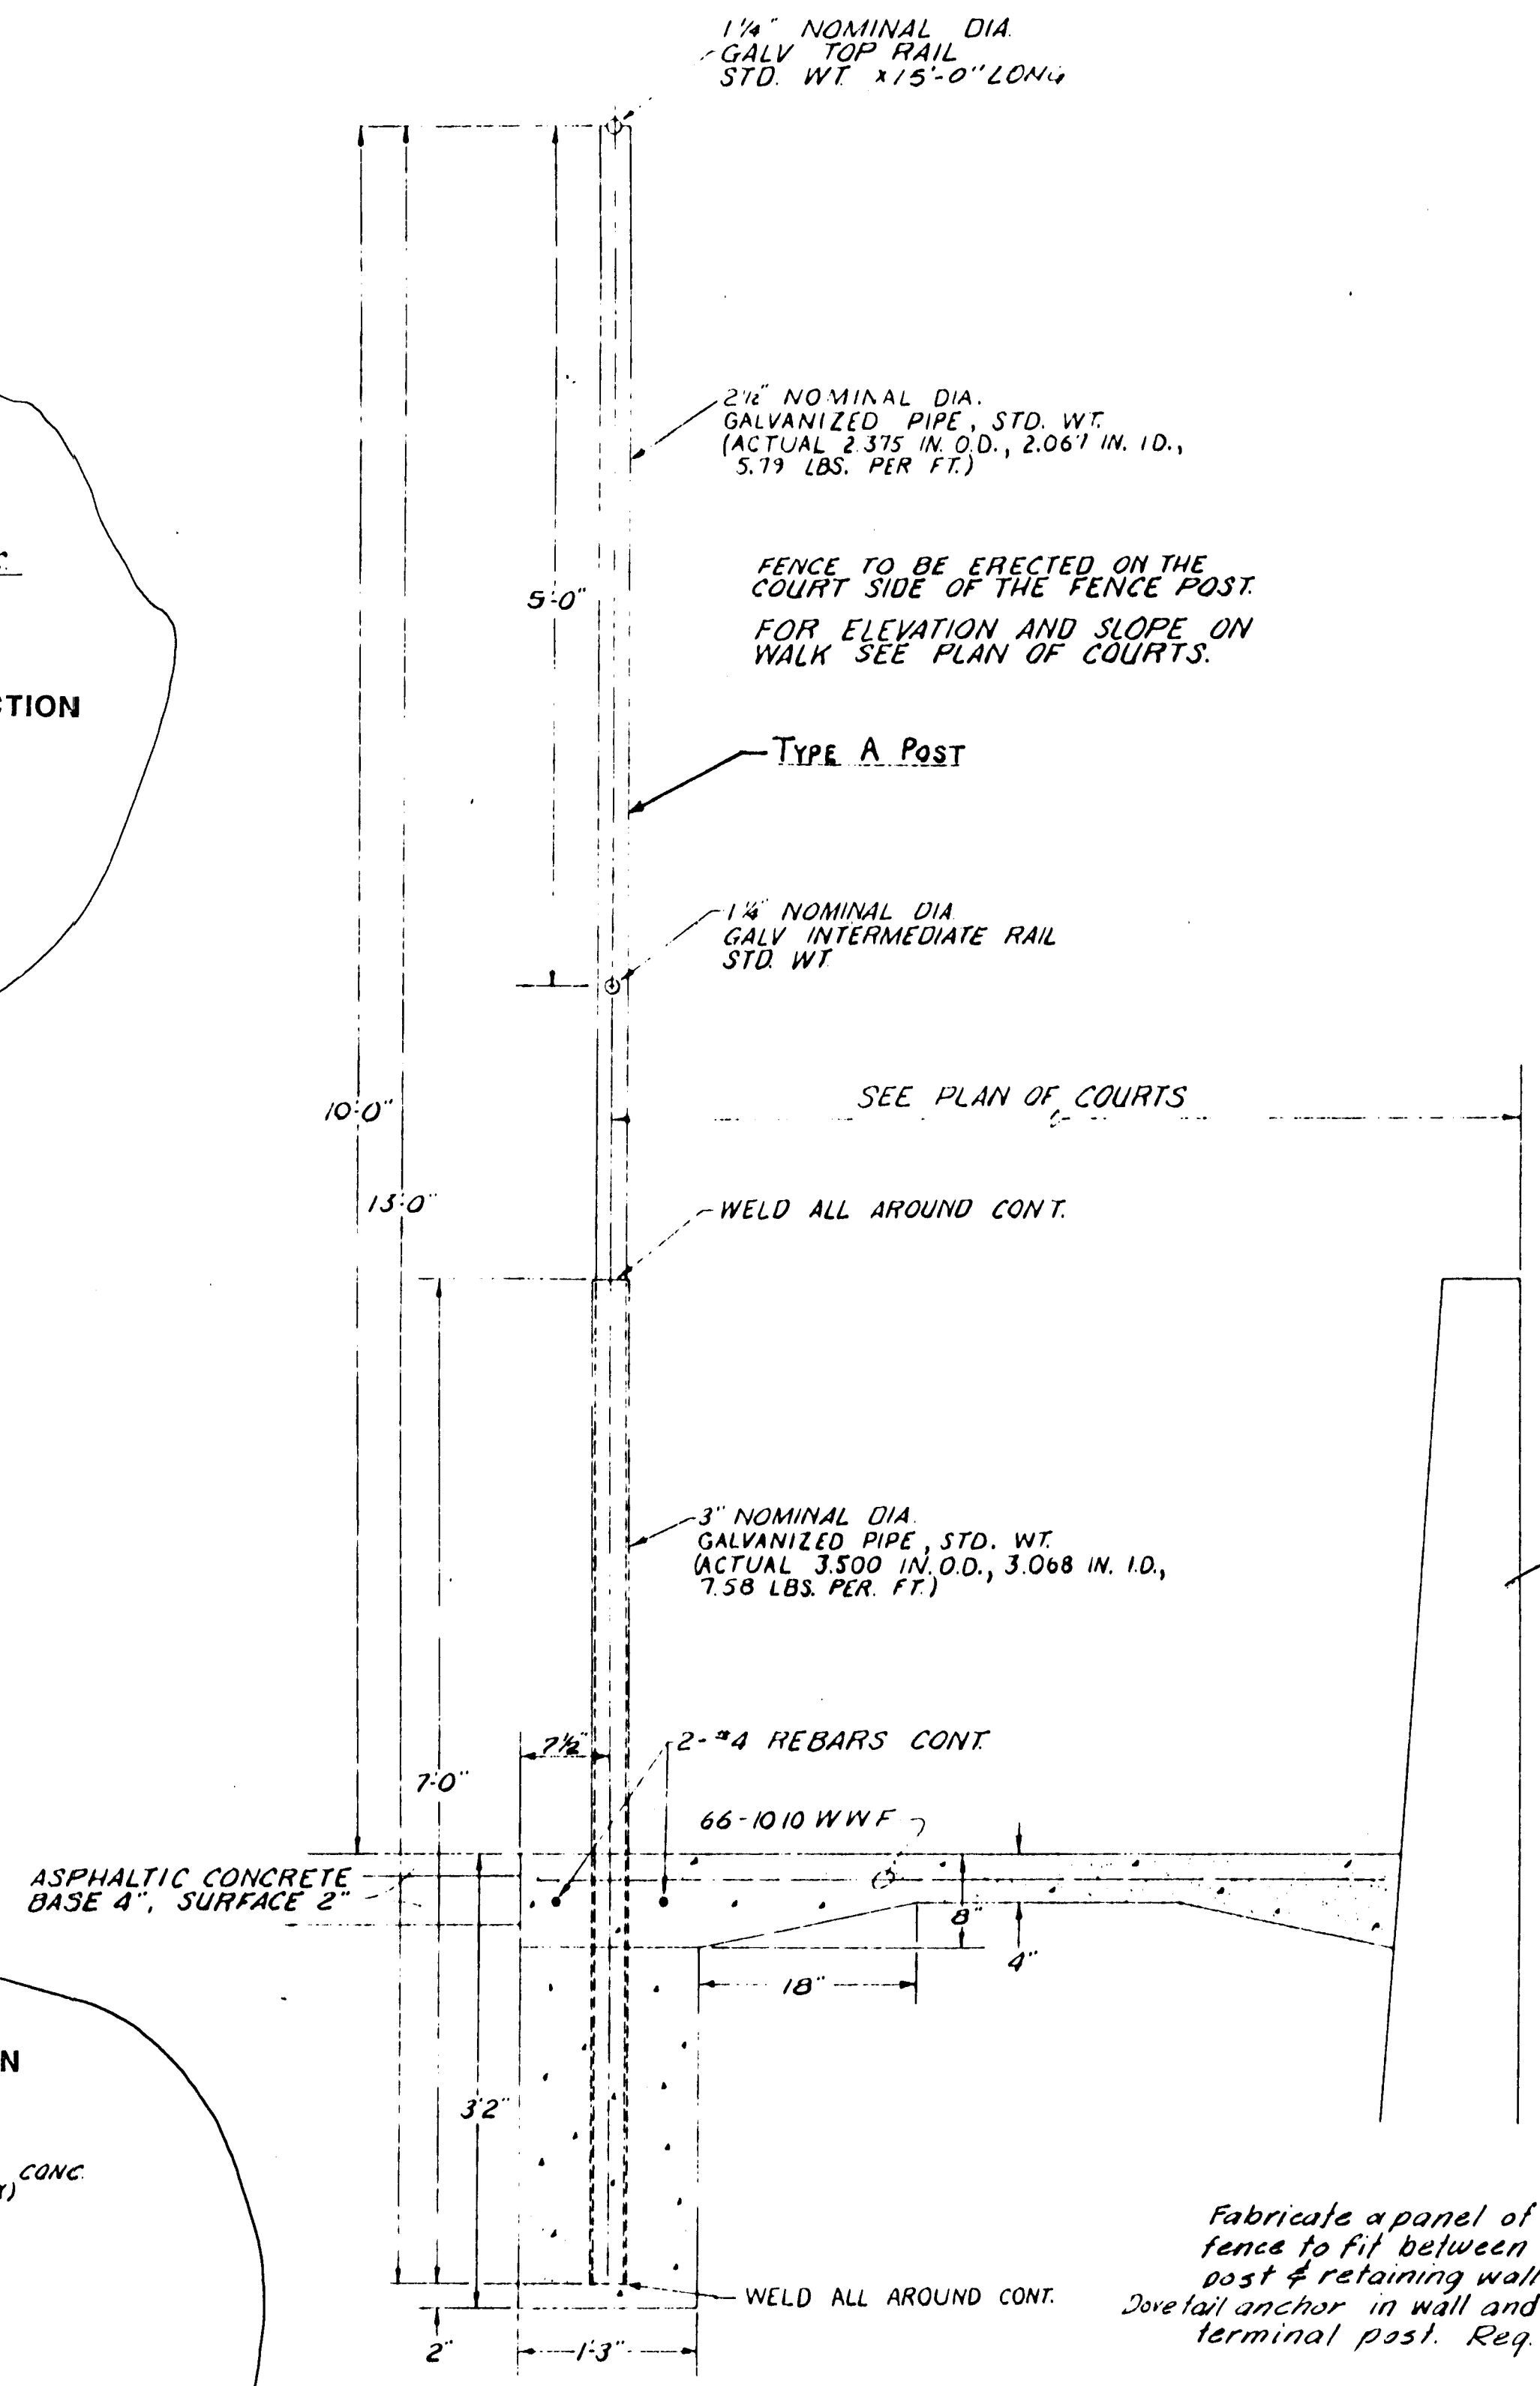 1¼" NOMINAL DIA.
GALV TOP RAIL
STD. WT. x 15'-0" LONG
2½" NOMINAL DIA.
GALVANIZED PIPE, STD. WT.
(ACTUAL 2.375 IN. O.D., 2.067 IN. I.D.,
5.79 LBS. PER FT.)
FENCE TO BE ERECTED ON THE
COURT SIDE OF THE FENCE POST.
FOR ELEVATION AND SLOPE ON
WALK SEE PLAN OF COURTS.
5'-0"
CTION
TYPE A POST
1¼" NOMINAL DIA
GALV INTERMEDIATE RAIL
STD. WT
SEE PLAN OF COURTS
10'-0"
13'-0"
WELD ALL AROUND CONT.
3" NOMINAL DIA.
GALVANIZED PIPE, STD. WT.
(ACTUAL 3.500 IN. O.D., 3.068 IN. I.D.,
7.58 LBS. PER. FT.)
7½"
2-#4 REBARS CONT.
7'-0"
66-1010 WWF
ASPHALTIC CONCRETE
BASE 4", SURFACE 2"
8"
4"
18"
N
3'2"
CONC.
Fabricate a panel of
fence to fit between
post & retaining wall
Dovetail anchor in wall and
terminal post. Req.
WELD ALL AROUND CONT.
2"
1'-3"